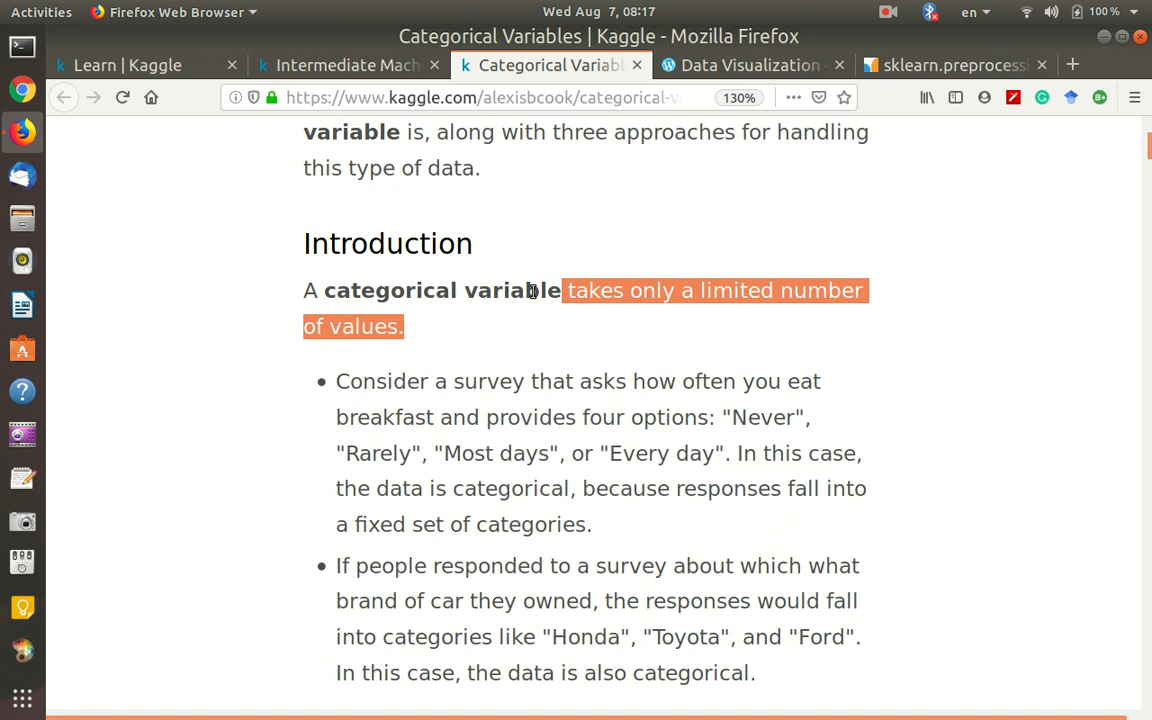 Activities Firefox Web Browser Wed Aug 7, 08:17 en 100 %
Categorical Variables | Kaggle - Mozilla Firefox
Learn | Kaggle Intermediate Mach Categorical Variabl Data Visualization - sklearn.preprocessi
https://www.kaggle.com/alexisbcook/categorical-va 130%
variable is, along with three approaches for handling
this type of data.
Introduction
A categorical variable takes only a limited number
of values.
• Consider a survey that asks how often you eat
breakfast and provides four options: "Never",
"Rarely", "Most days", or "Every day". In this case,
the data is categorical, because responses fall into
a fixed set of categories.
• If people responded to a survey about which what
brand of car they owned, the responses would fall
into categories like "Honda", "Toyota", and "Ford".
In this case, the data is also categorical.